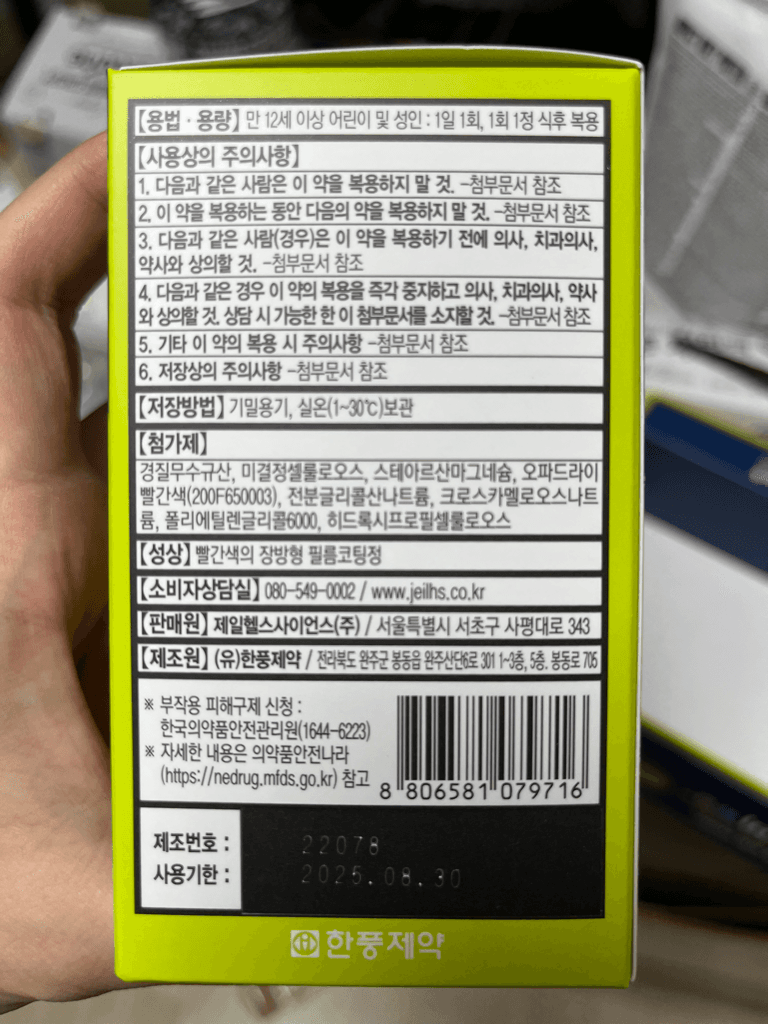 【용법 · 용량】 만 12세 이상 어린이 및 성인 : 1일 1회, 1회 1정 식후 복용
【사용상의 주의사항】
1. 다음과 같은 사람은 이 약을 복용하지 말 것. -첨부문서 참조
2. 이 약을 복용하는 동안 다음의 약을 복용하지 말 것. -첨부문서 참조
3. 다음과 같은 사람(경우)은 이 약을 복용하기 전에 의사, 치과의사,
약사와 상의할 것. -첨부문서 참조
4. 다음과 같은 경우 이 약의 복용을 즉각 중지하고 의사, 치과의사, 약사
와 상의할 것. 상담 시 가능한 한 이 첨부문서를 소지할 것. -첨부문서 참조
5. 기타 이 약의 복용 시 주의사항 -첨부문서 참조
6. 저장상의 주의사항 -첨부문서 참조
【저장방법】 기밀용기, 실온(1~30℃)보관
【첨가제】
경질무수규산, 미결정셀룰로오스, 스테아르산마그네슘, 오파드라이
빨간색(200F650003), 전분글리콜산나트륨, 크로스카멜로오스나트
륨, 폴리에틸렌글리콜6000, 히드록시프로필셀룰로오스
【성상】 빨간색의 장방형 필름코팅정
【소비자상담실】 080-549-0002 / www.jeilhs.co.kr
【판매원】 제일헬스사이언스(주) / 서울특별시 서초구 사평대로 343
【제조원】 (유)한풍제약 / 전라북도 완주군 봉동읍 완주산단6로 301 1~3층, 5층. 봉동로 705
※ 부작용 피해구제 신청 :
한국의약품안전관리원(1644-6223)
※ 자세한 내용은 의약품안전나라
(https://nedrug.mfds.go.kr) 참고
8 806581 079716
제조번호 : 22078
사용기한 : 2025.08.30
한풍제약